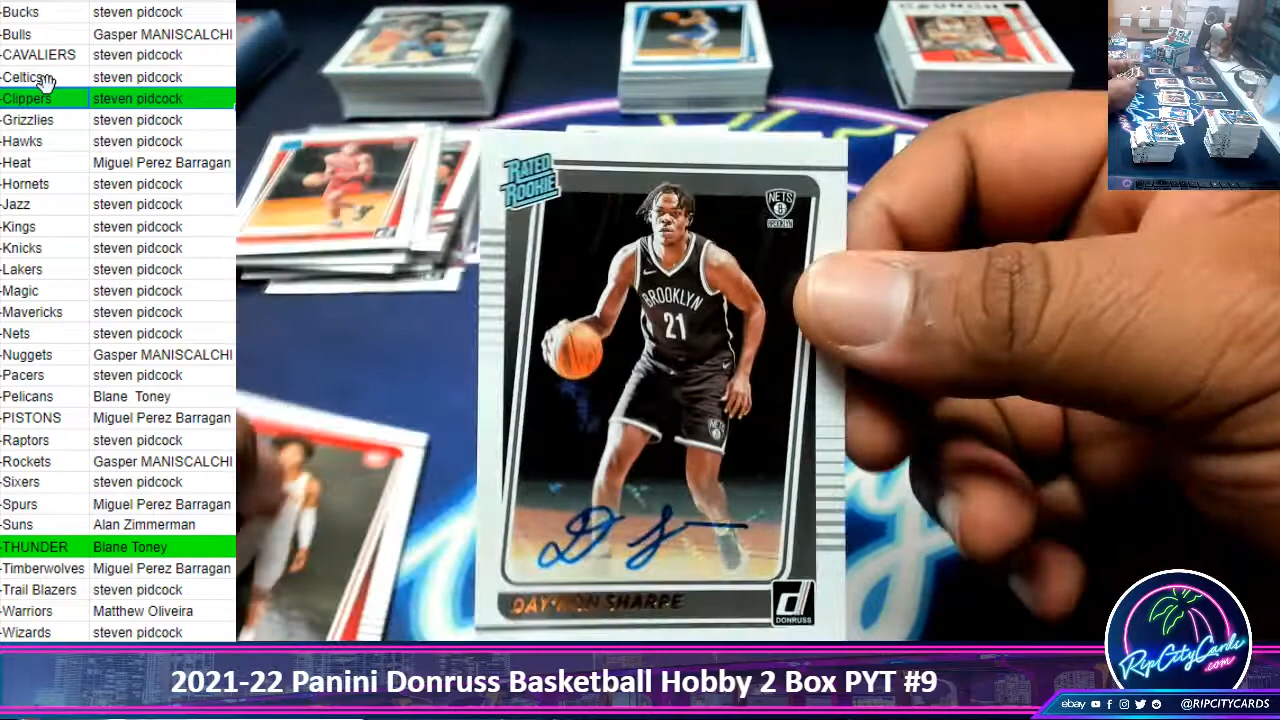 -Bucks steven pidcock
-Bulls Gasper MANISCALCHI
-CAVALIERS steven pidcock
-Celtics steven pidcock
-Clippers steven pidcock
-Grizzlies steven pidcock
-Hawks steven pidcock
-Heat Miguel Perez Barragan
-Hornets steven pidcock
-Jazz steven pidcock
-Kings steven pidcock
-Knicks steven pidcock
-Lakers steven pidcock
-Magic steven pidcock
-Mavericks steven pidcock
-Nets steven pidcock
-Nuggets Gasper MANISCALCHI
-Pacers steven pidcock
-Pelicans Blane Toney
-PISTONS Miguel Perez Barragan
-Raptors steven pidcock
-Rockets Gasper MANISCALCHI
-Sixers steven pidcock
-Spurs Miguel Perez Barragan
-Suns Alan Zimmerman
-THUNDER Blane Toney
-Timberwolves Miguel Perez Barragan
-Trail Blazers steven pidcock
-Warriors Matthew Oliveira
-Wizards steven pidcock
RATED
ROOKIE
NETS
B
BROOKLYN
BROOKLYN
21
NETS
DAY'RON SHARPE
d
DONRUSS
RipCityCards
.com
2021-22 Panini Donruss Basketball Hobby 2 Box PYT #9
ebay @RIPCITYCARDS